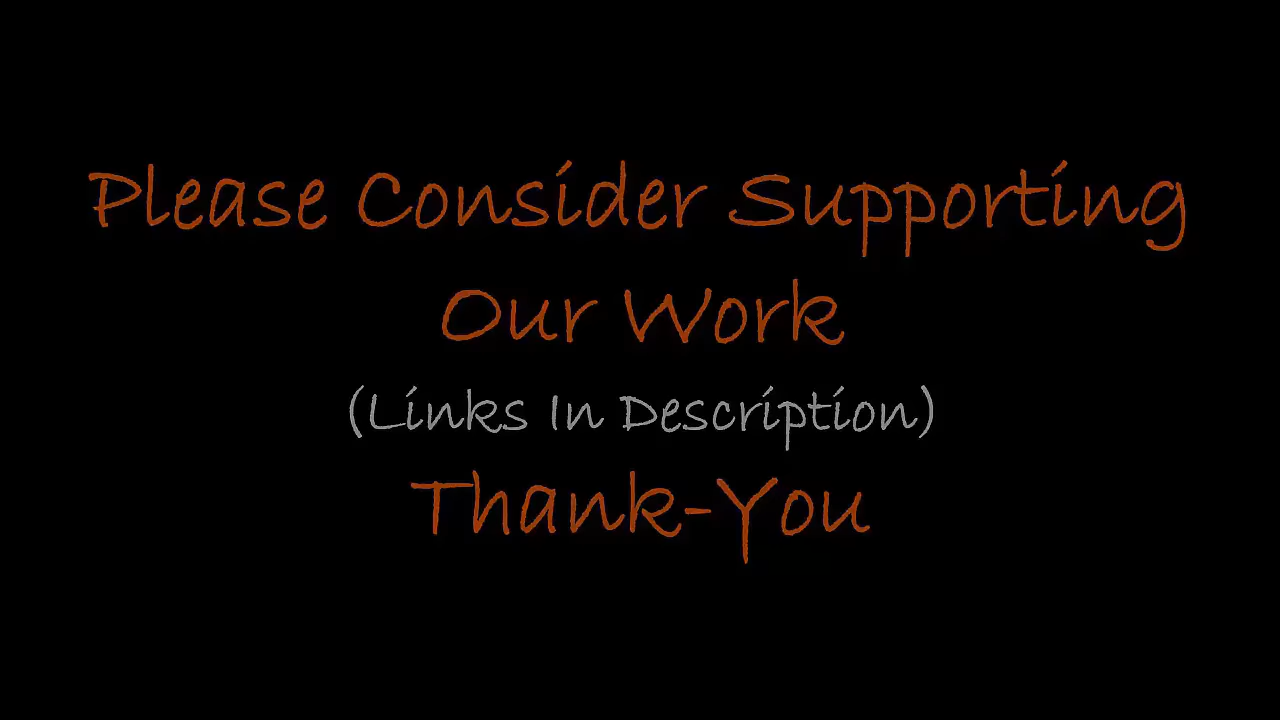 Please Consider Supporting
Our Work
(Links In Description)
Thank-You